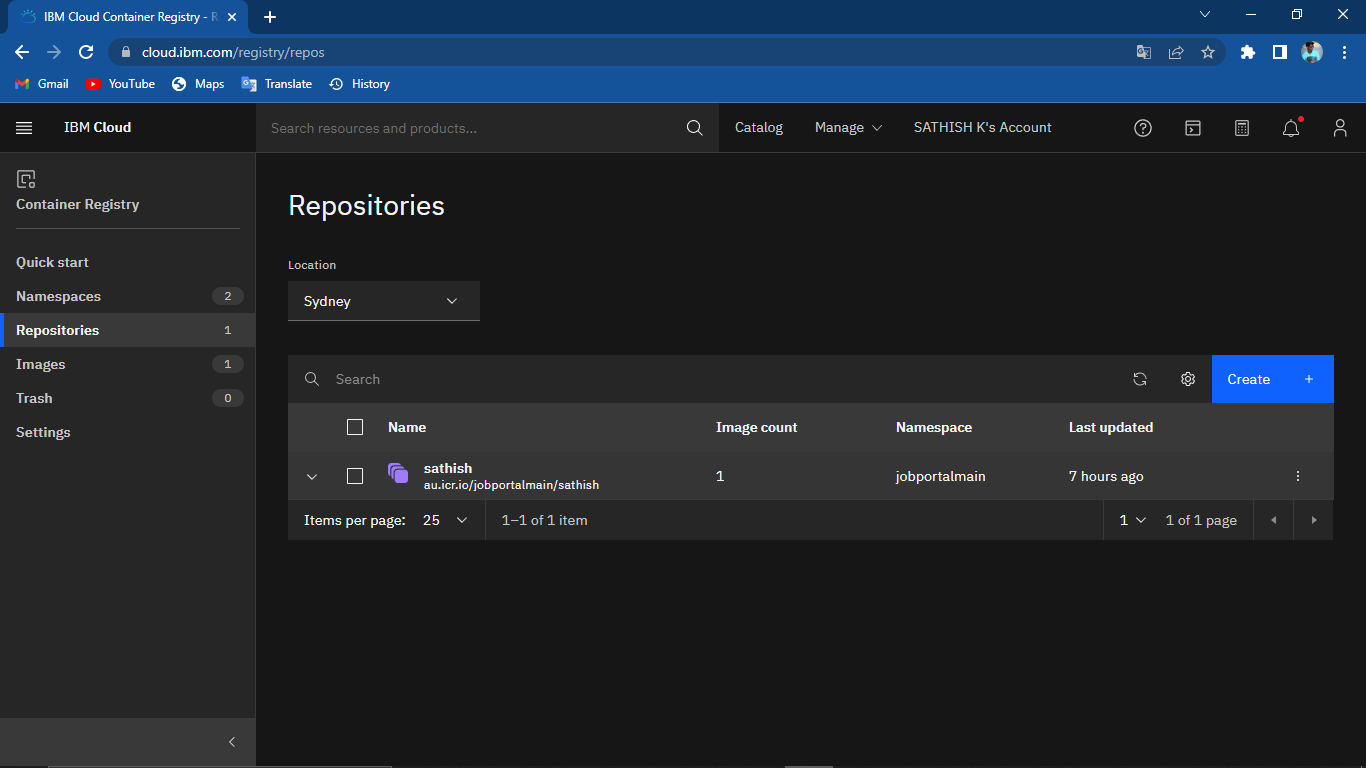 IBM Cloud Container Registry - R
cloud.ibm.com/registry/repos
Gmail YouTube Maps Translate History
IBM Cloud
Search resources and products...
Catalog Manage SATHISH K's Account
Container Registry
Quick start
Namespaces 2
Repositories 1
Images 1
Trash 0
Settings
Repositories
Location
Sydney
Search
Create +
Name Image count Namespace Last updated
sathish
au.icr.io/jobportalmain/sathish
1 jobportalmain 7 hours ago
Items per page: 25 1–1 of 1 item 1 1 of 1 page